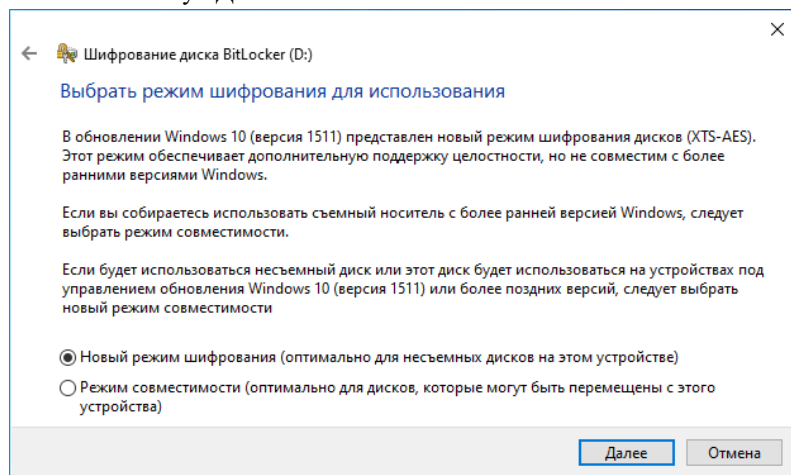 Шифрование диска BitLocker (D:)
Выбрать режим шифрования для использования
В обновлении Windows 10 (версия 1511) представлен новый режим шифрования дисков (XTS-AES).
Этот режим обеспечивает дополнительную поддержку целостности, но не совместим с более
ранними версиями Windows.
Если вы собираетесь использовать съемный носитель с более ранней версией Windows, следует
выбрать режим совместимости.
Если будет использоваться несъемный диск или этот диск будет использоваться на устройствах под
управлением обновления Windows 10 (версия 1511) или более поздних версий, следует выбрать
новый режим совместимости
Новый режим шифрования (оптимально для несъемных дисков на этом устройстве)
Режим совместимости (оптимально для дисков, которые могут быть перемещены с этого
устройства)
Далее
Отмена